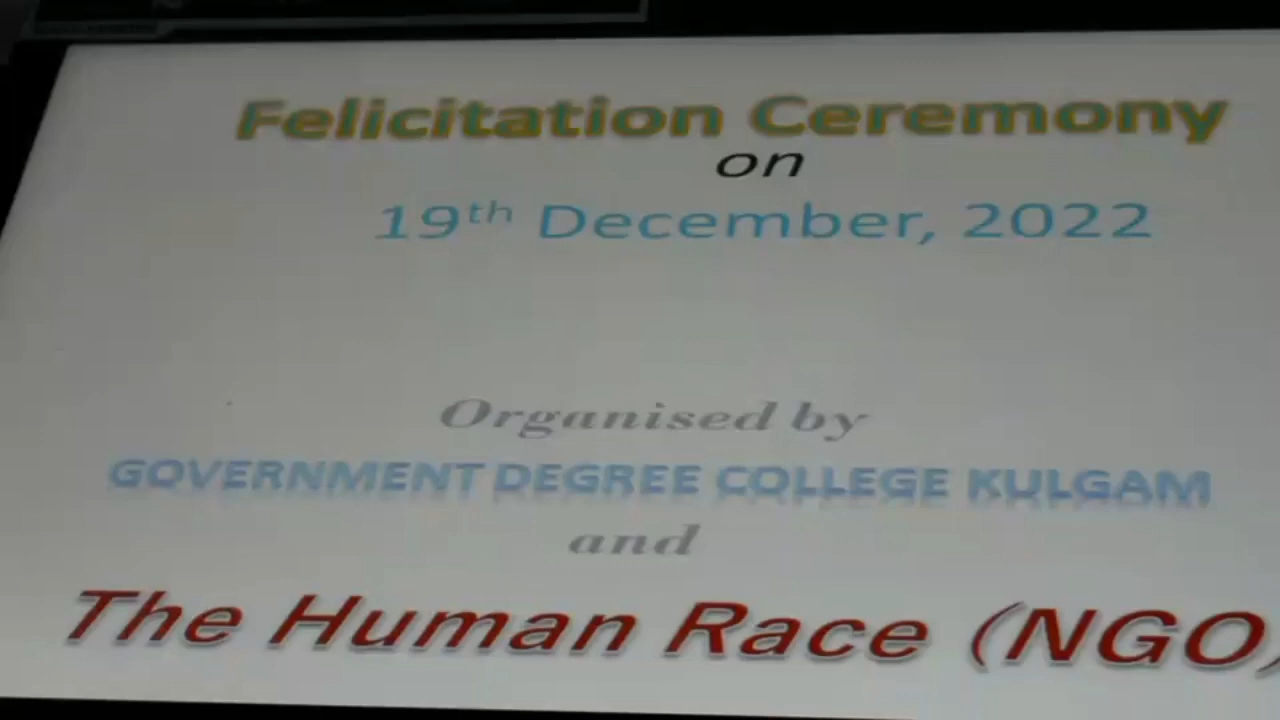 Felicitation Ceremony
on
19th December, 2022
Organised by
GOVERNMENT DEGREE COLLEGE KULGAM
and
The Human Race (NGO)